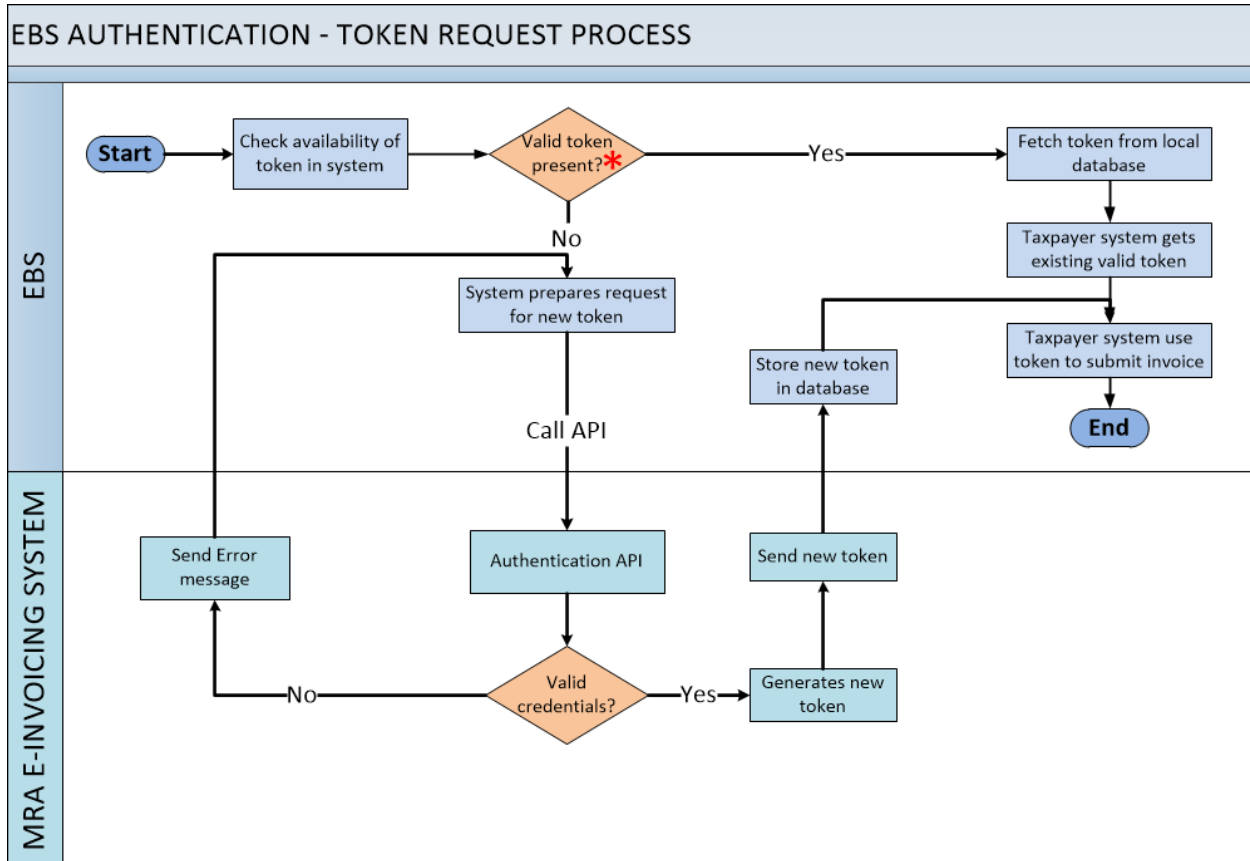 EBS AUTHENTICATION - TOKEN REQUEST PROCESS
EBS
Start
Check availability of
token in system
Valid token
present?*
Yes
Fetch token from local
database
No
Taxpayer system gets
existing valid token
System prepares request
for new token
Taxpayer system use
token to submit invoice
Store new token
in database
Call API
End
MRA E-INVOICING SYSTEM
Send Error
message
Authentication API
Send new token
No
Valid
credentials?
Yes
Generates new
token